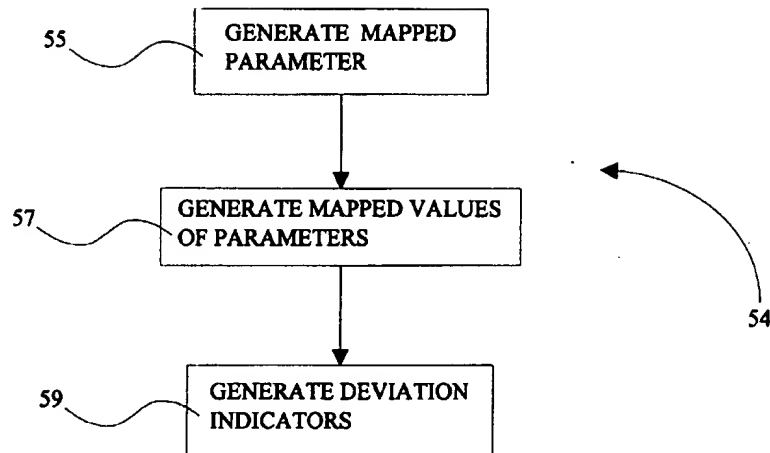 55
GENERATE MAPPED
PARAMETER
57
GENERATE MAPPED VALUES
OF PARAMETERS
54
59
GENERATE DEVIATION
INDICATORS